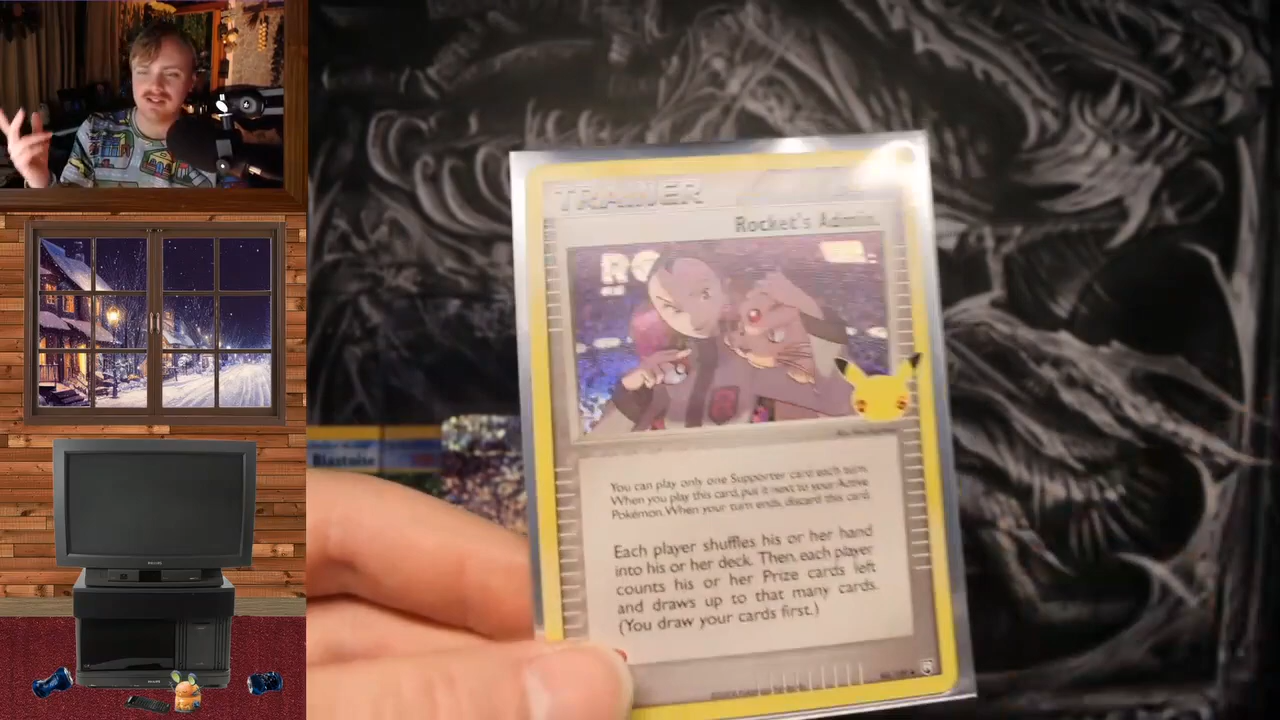 TRAINER
Rocket's Admin.
RO
You can play only one Supporter card each turn.
When you play this card, put it next to your Active
Pokémon. When your turn ends, discard this card.
Each player shuffles his or her hand
into his or her deck. Then, each player
counts his or her Prize cards left
and draws up to that many cards.
(You draw your cards first.)
Blastoise
PHILIPS